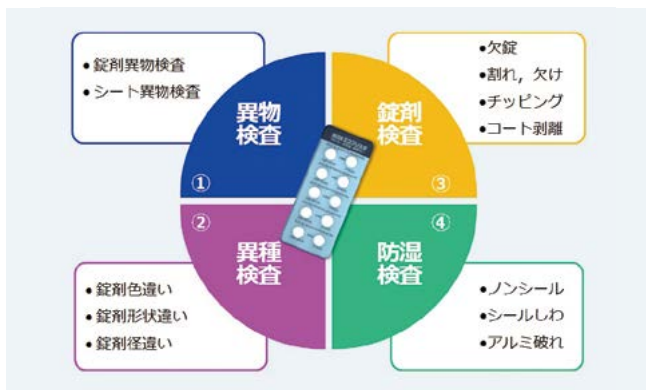 • 錠剤異物検査
• シート異物検査
異物
検査
①
• 欠錠
• 割れ，欠け
• チッピング
• コート剥離
錠剤
検査
③
②
異種
検査
• 錠剤色違い
• 錠剤形状違い
• 錠剤径違い
④
防湿
検査
• ノンシール
• シールしわ
• アルミ破れ